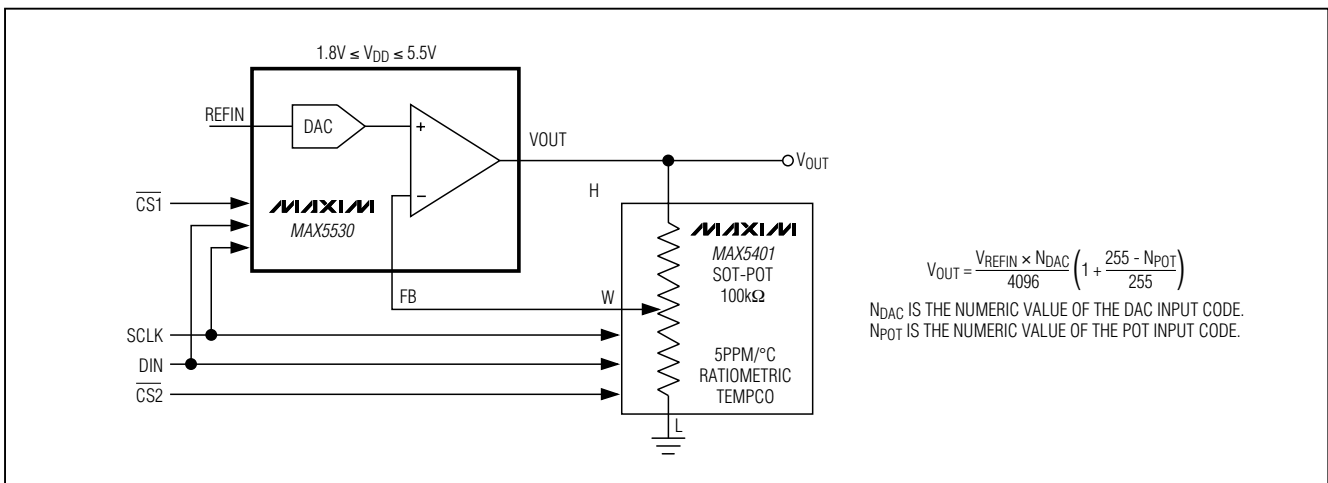 1.8V ≤ VDD ≤ 5.5V
REFIN
DAC
+
−
VOUT
VOUT
CS1
MAXIM
MAX5530
H
MAXIM
MAX5401
SOT-POT
100kΩ
FB
W
SCLK
DIN
CS2
5PPM/°C
RATIOMETRIC
TEMPCO
L
VOUT = VREFIN × NDAC / 4096 (1 + 255 - NPOT / 255)
NDAC IS THE NUMERIC VALUE OF THE DAC INPUT CODE.
NPOT IS THE NUMERIC VALUE OF THE POT INPUT CODE.